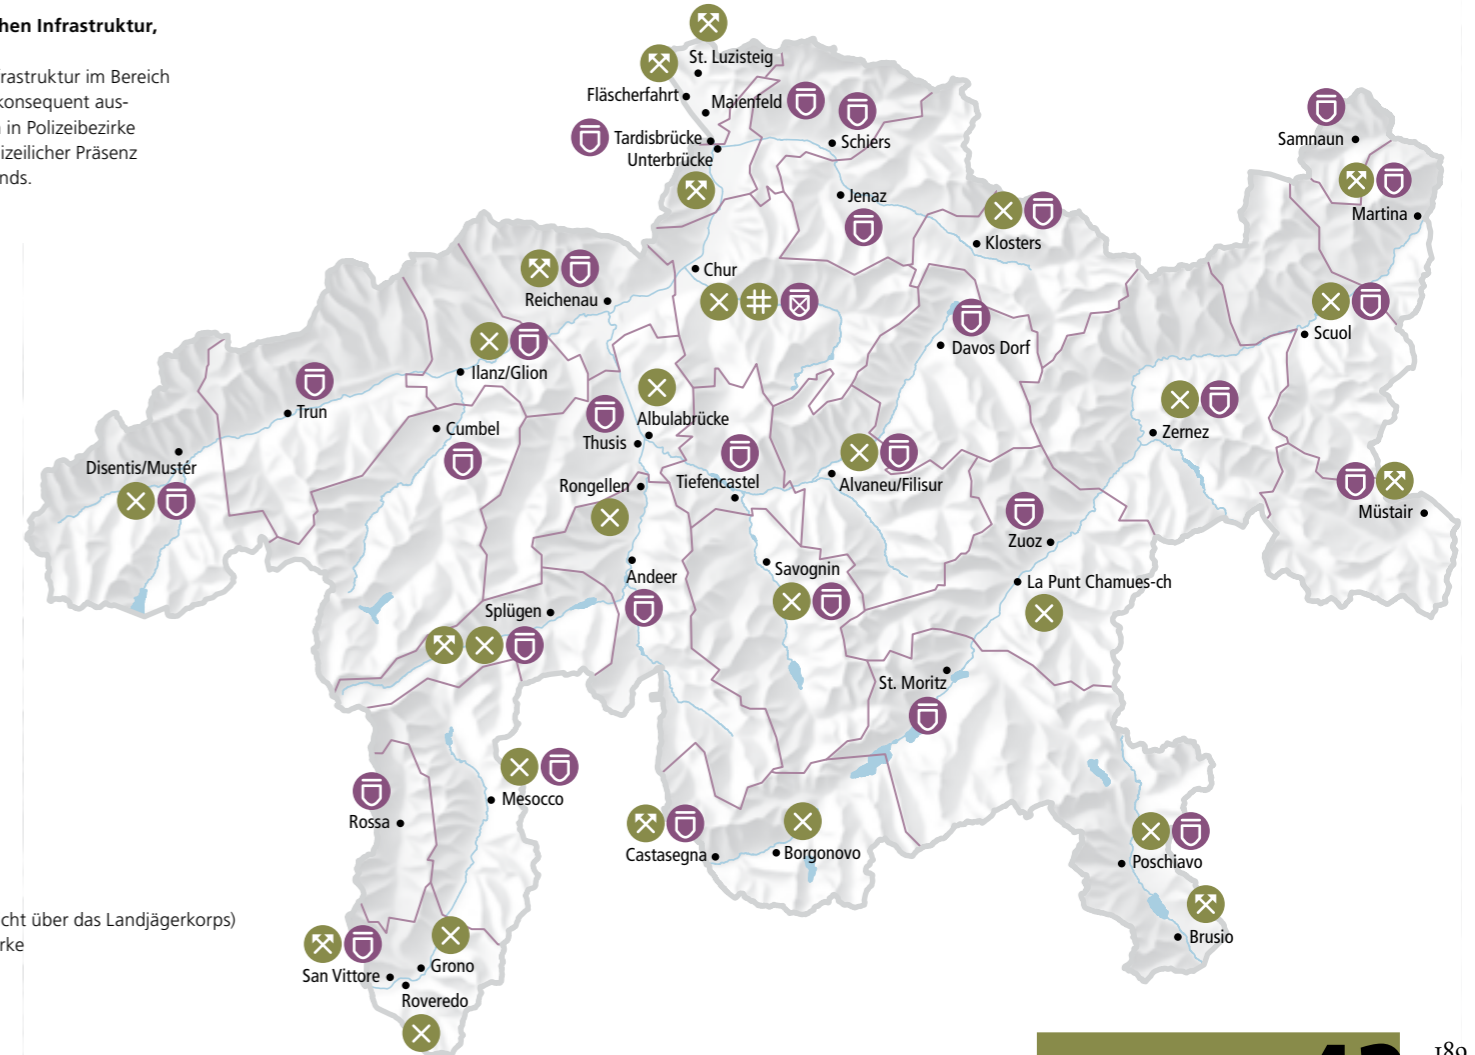 hen Infrastruktur,
frastruktur im Bereich
konsequent aus-
in Polizeibezirke
izeilicher Präsenz
nds.
St. Luzisteig
Fläscherfahrt
Maienfeld
Tardisbrücke
Unterbrücke
Schiers
Samnaun
Martina
Jenaz
Klosters
Chur
Reichenau
Scuol
Davos Dorf
Ilanz/Glion
Trun
Albulabrücke
Cumbel
Thusis
Zernez
Disentis/Mustér
Rongellen
Tiefencastel
Alvaneu/Filisur
Müstair
Zuoz
Andeer
Savognin
La Punt Chamues-ch
Splügen
St. Moritz
Mesocco
Rossa
Castasegna
Borgonovo
Poschiavo
cht über das Landjägerkorps)
rke
Brusio
San Vittore
Grono
Roveredo
189